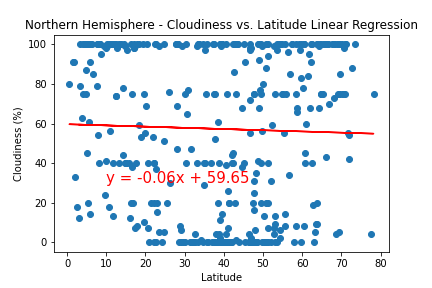 Northern Hemisphere - Cloudiness vs. Latitude Linear Regression
100
80
60
40
20
0
Cloudiness (%)
y = -0.06x + 59.65
0 10 20 30 40 50 60 70 80
Latitude